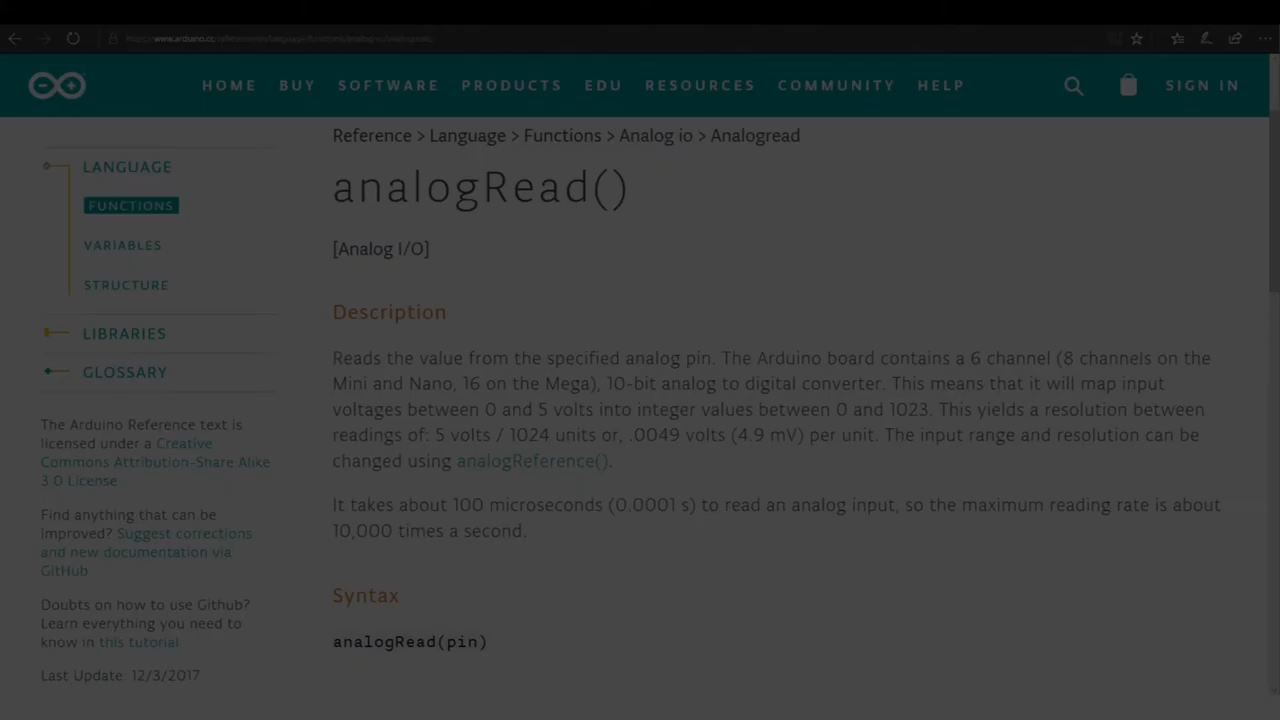 www.arduino.cc
HOME BUY SOFTWARE PRODUCTS EDU RESOURCES COMMUNITY HELP SIGN IN
Reference > Language > Functions > Analog io > Analogread
analogRead()
[Analog I/O]
Description
Reads the value from the specified analog pin. The Arduino board contains a 6 channel (8 channels on the
Mini and Nano, 16 on the Mega), 10-bit analog to digital converter. This means that it will map input
voltages between 0 and 5 volts into integer values between 0 and 1023. This yields a resolution between
readings of: 5 volts / 1024 units or, .0049 volts (4.9 mV) per unit. The input range and resolution can be
changed using analogReference().
It takes about 100 microseconds (0.0001 s) to read an analog input, so the maximum reading rate is about
10,000 times a second.
Syntax
analogRead(pin)
LANGUAGE
FUNCTIONS
VARIABLES
STRUCTURE
LIBRARIES
GLOSSARY
The Arduino Reference text is
licensed under a Creative
Commons Attribution-Share Alike
3.0 License
Find anything that can be
improved? Suggest corrections
and new documentation via
GitHub
Doubts on how to use Github?
Learn everything you need to
know in this tutorial
Last Update: 12/3/2017